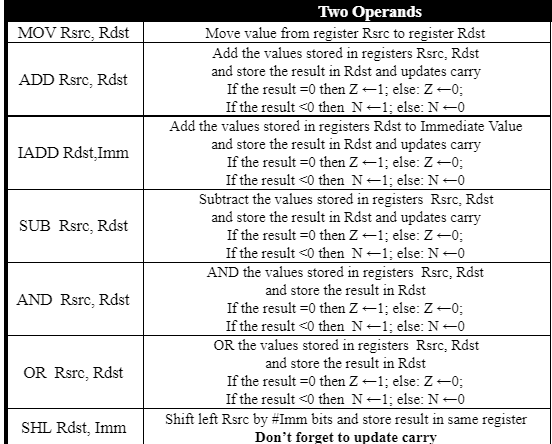 Two Operands
MOV Rsrc, Rdst
Move value from register Rsrc to register Rdst
ADD Rsrc, Rdst
Add the values stored in registers Rsrc, Rdst
and store the result in Rdst and updates carry
If the result =0 then Z ←1; else: Z ←0;
If the result <0 then N ←1; else: N ←0
IADD Rdst,Imm
Add the values stored in registers Rdst to Immediate Value
and store the result in Rdst and updates carry
If the result =0 then Z ←1; else: Z ←0;
If the result <0 then N ←1; else: N ←0
SUB Rsrc, Rdst
Subtract the values stored in registers Rsrc, Rdst
and store the result in Rdst and updates carry
If the result =0 then Z ←1; else: Z ←0;
If the result <0 then N ←1; else: N ←0
AND Rsrc, Rdst
AND the values stored in registers Rsrc, Rdst
and store the result in Rdst
If the result =0 then Z ←1; else: Z ←0;
If the result <0 then N ←1; else: N ←0
OR Rsrc, Rdst
OR the values stored in registers Rsrc, Rdst
and store the result in Rdst
If the result =0 then Z ←1; else: Z ←0;
If the result <0 then N ←1; else: N ←0
SHL Rdst, Imm
Shift left Rsrc by #Imm bits and store result in same register
Don't forget to update carry